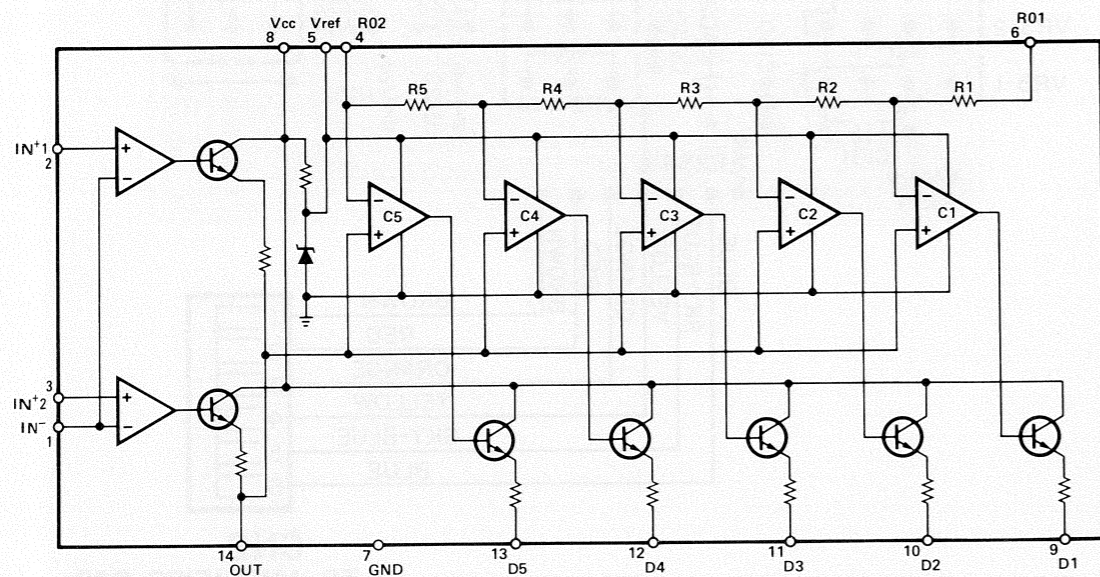 Vcc Vref R02 R01
8 5 4 6
R5 R4 R3 R2 R1
IN+1
2
+
−
− − − − −
C5 C4 C3 C2 C1
+ + + + +
3
IN+2
IN−
1
+
−
14 7 13 12 11 10 9
OUT GND D5 D4 D3 D2 D1